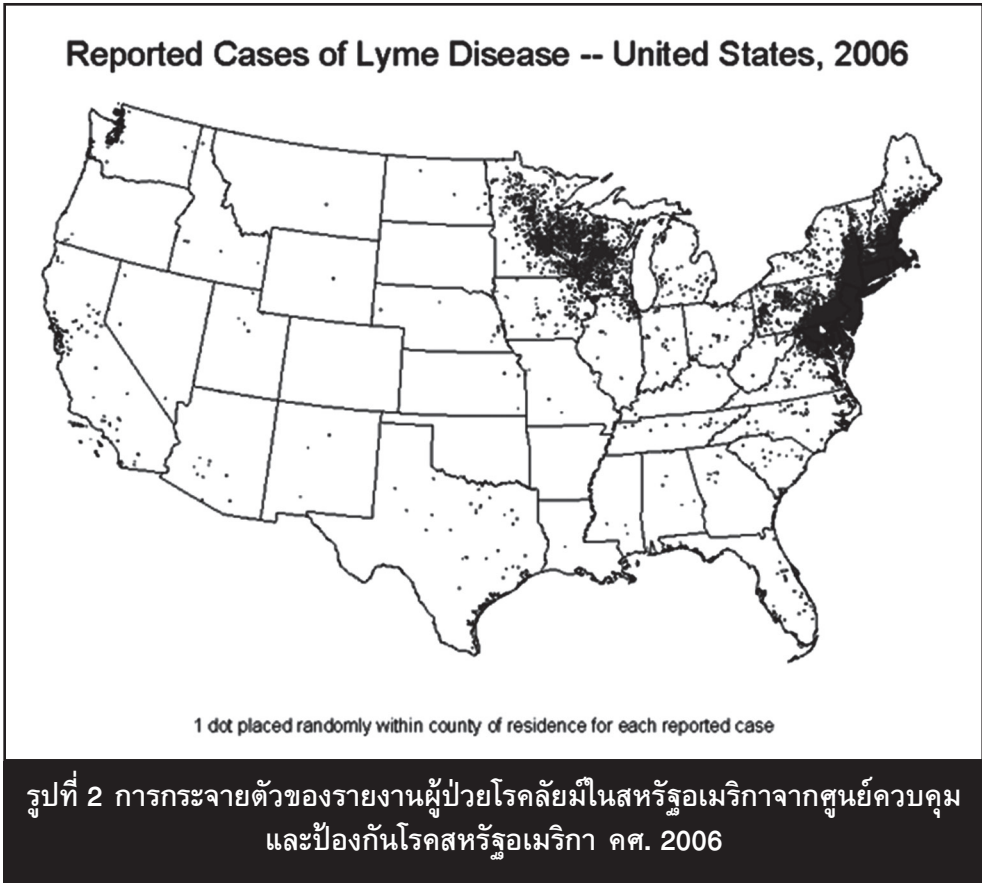 Reported Cases of Lyme Disease -- United States, 2006
1 dot placed randomly within county of residence for each reported case
รูปที่ 2 การกระจายตัวของรายงานผู้ป่วยโรคลัยม์ในสหรัฐอเมริกาจากศูนย์ควบคุม
และป้องกันโรคสหรัฐอเมริกา คศ. 2006